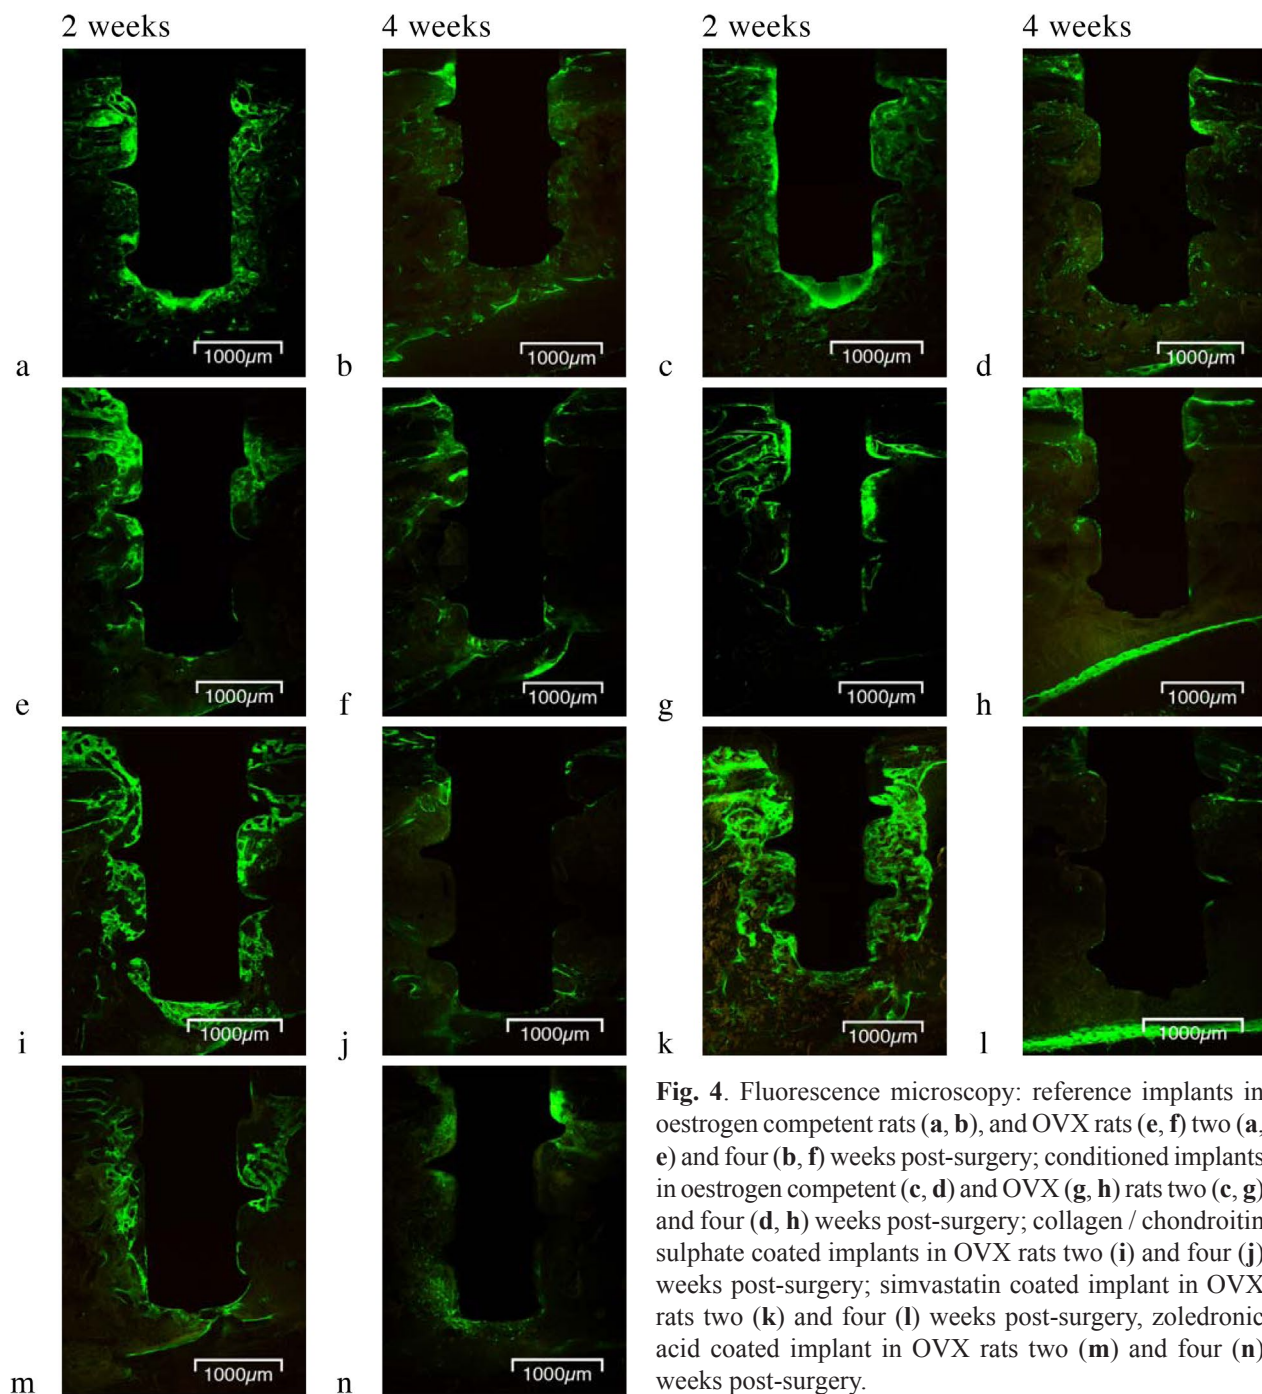 2 weeks 4 weeks 2 weeks 4 weeks
1000µm 1000µm 1000µm 1000µm
a b c d
1000µm 1000µm 1000µm 1000µm
e f g h
1000µm 1000µm 1000µm 1000µm
i j k l
1000µm 1000µm
m n
Fig. 4. Fluorescence microscopy: reference implants in
oestrogen competent rats (a, b), and OVX rats (e, f) two (a,
e) and four (b, f) weeks post-surgery; conditioned implants
in oestrogen competent (c, d) and OVX (g, h) rats two (c, g)
and four (d, h) weeks post-surgery; collagen / chondroitin
sulphate coated implants in OVX rats two (i) and four (j)
weeks post-surgery; simvastatin coated implant in OVX
rats two (k) and four (l) weeks post-surgery, zoledronic
acid coated implant in OVX rats two (m) and four (n)
weeks post-surgery.